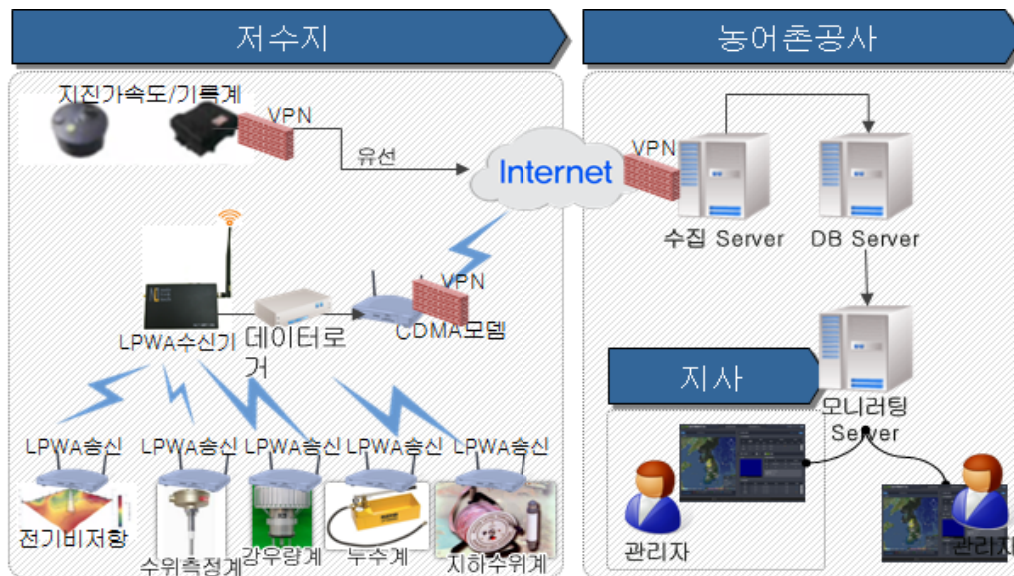 저수지
농어촌공사
지진가속도/기록계
VPN
유선
Internet
VPN
수집 Server
DB Server
VPN
LPWA수신기
데이터로
거
CDMA모뎀
지사
모니러팅
Server
LPWA송신
LPWA송신
LPWA송신
LPWA송신
LPWA송신
전기비저항
수위측정계
강우량계
누수계
지하수위계
관리자
관리자